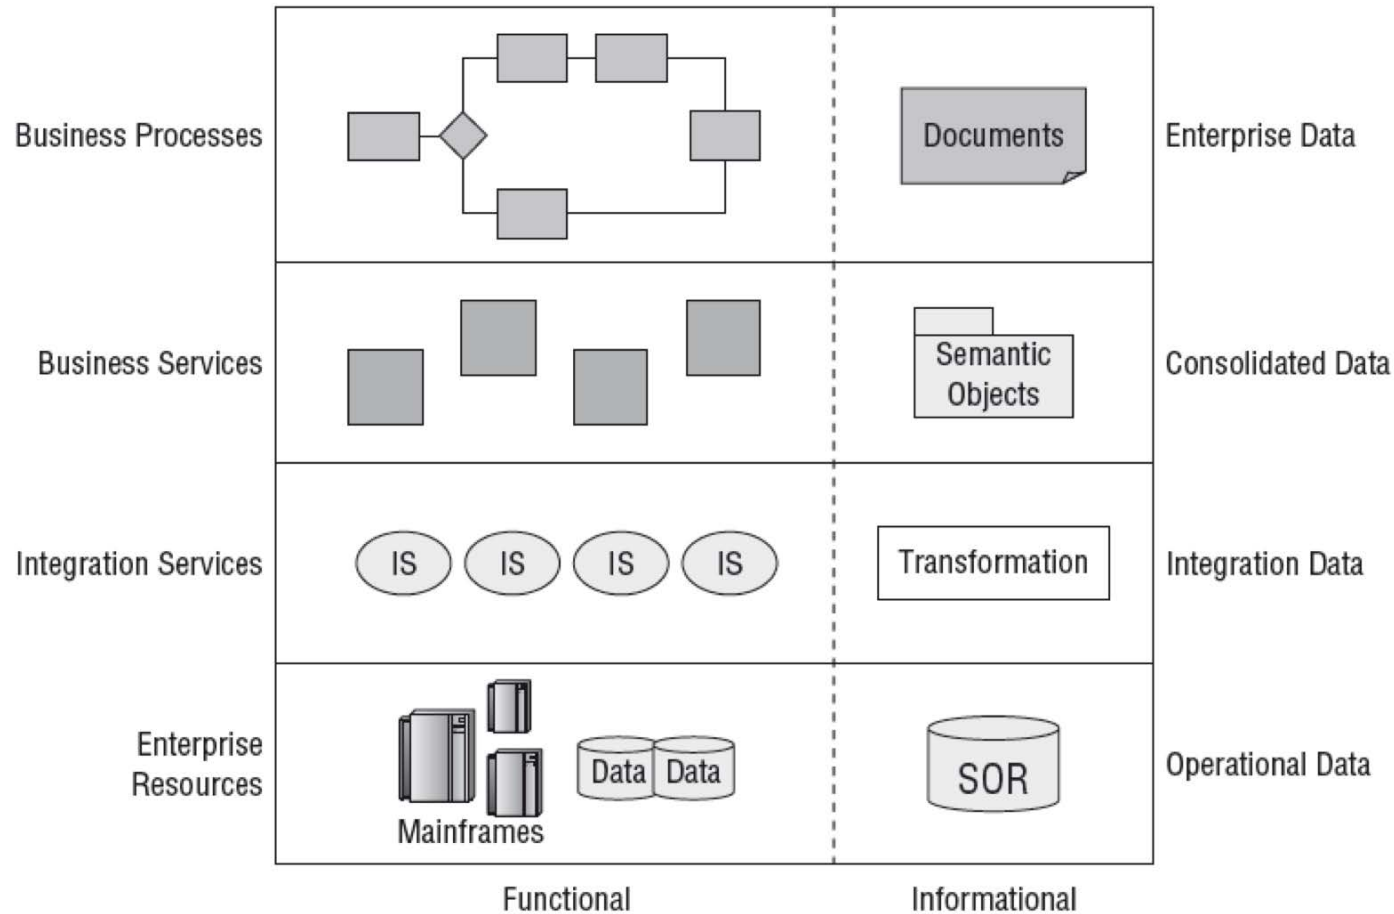 Business Processes
Documents
Enterprise Data
Business Services
Semantic
Objects
Consolidated Data
Integration Services
IS
IS
IS
IS
Transformation
Integration Data
Enterprise
Resources
Mainframes
Data
Data
SOR
Operational Data
Functional
Informational